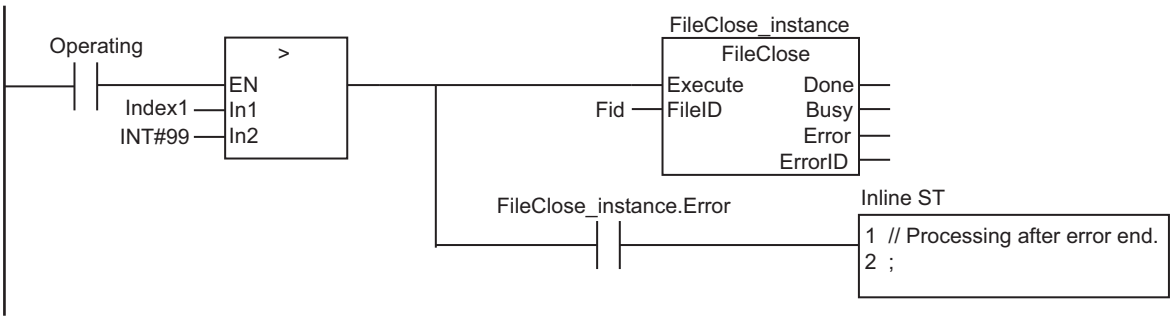 FileClose_instance
Operating
>
FileClose
EN
Execute Done
Index1 In1
Fid FileID Busy
INT#99 In2
Error
ErrorID
FileClose_instance.Error
Inline ST
1 // Processing after error end.
2 ;